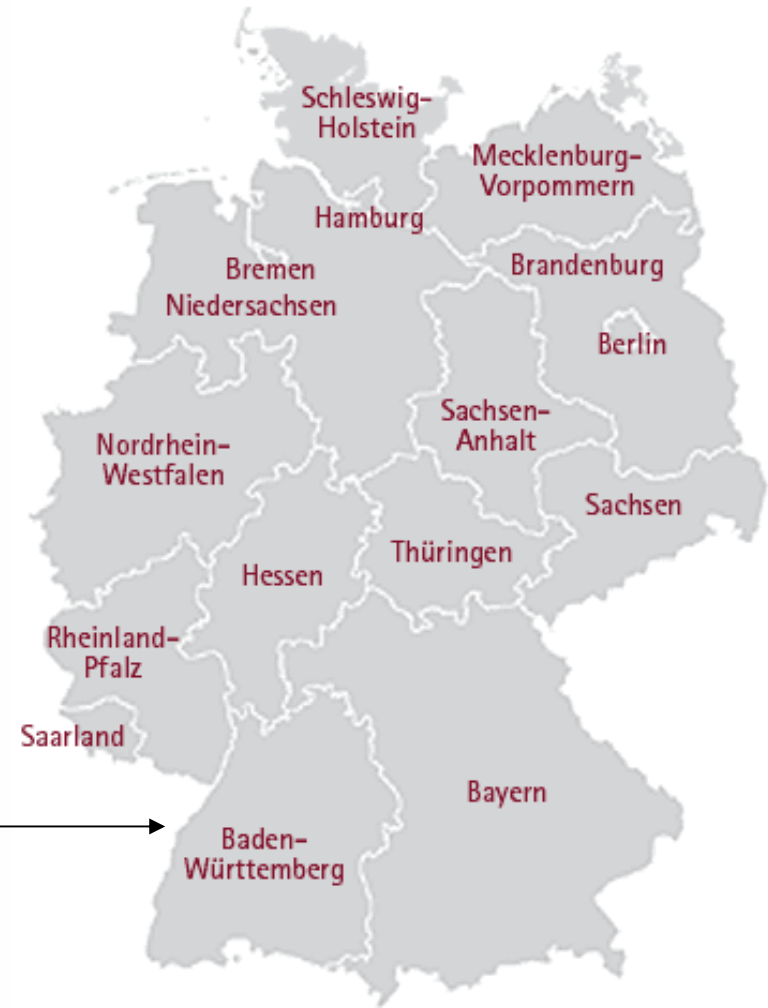 Schleswig-
Holstein
Mecklenburg-
Vorpommern
Hamburg
Bremen
Brandenburg
Niedersachsen
Berlin
Sachsen-
Anhalt
Nordrhein-
Westfalen
Sachsen
Thüringen
Hessen
Rheinland-
Pfalz
Saarland
Bayern
Baden-
Württemberg